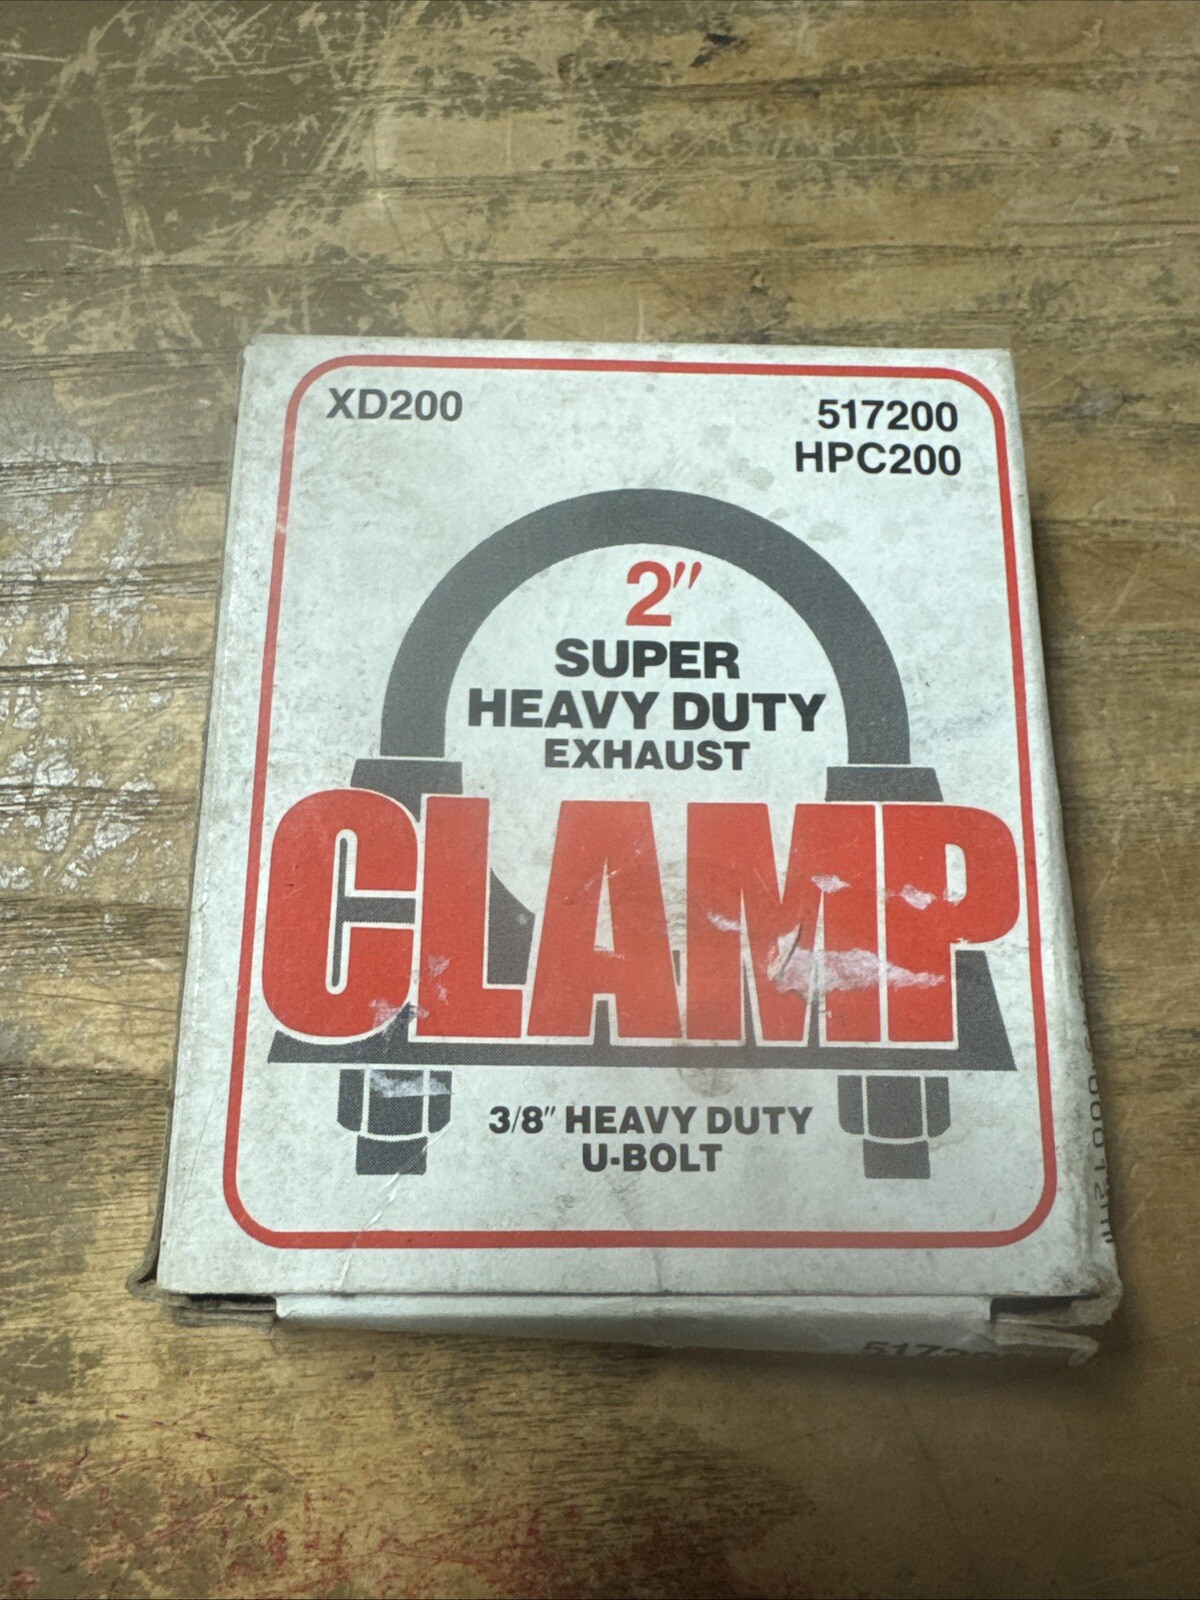 XD200
517200
HPC200
2"
SUPER
HEAVY DUTY
EXHAUST
CLAMP
3/8" HEAVY DUTY
U-BOLT